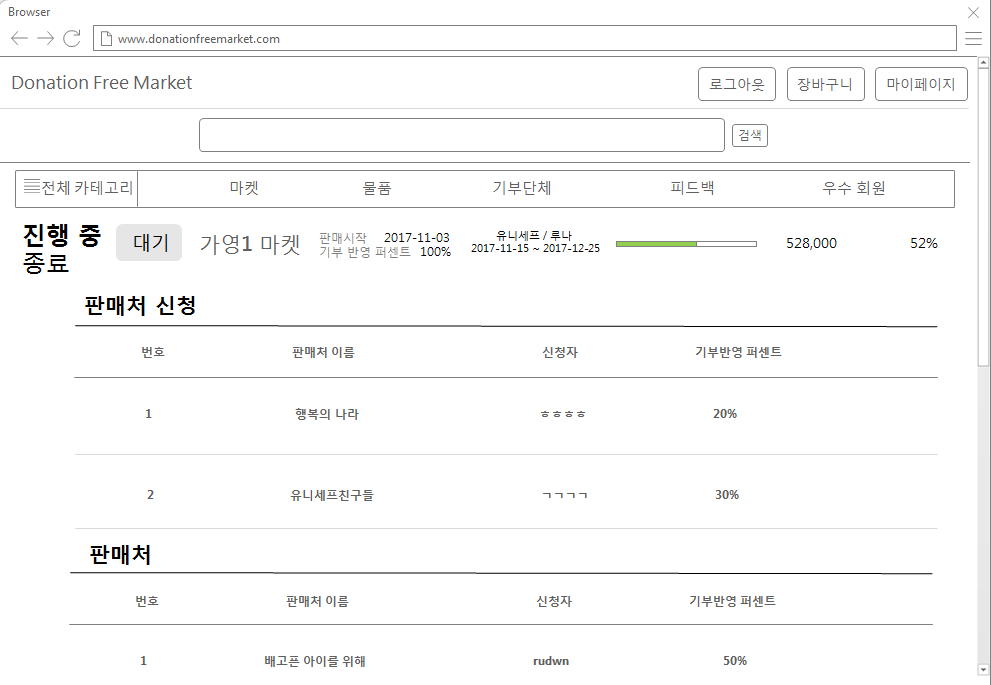 Browser
www.donationfreemarket.com
Donation Free Market 로그아웃 장바구니 마이페이지
검색
전체 카테고리 마켓 물품 기부단체 피드백 우수 회원
진행 중 대기 가영1 마켓 판매시작 2017-11-03 유니세프 / 루나 528,000 52%
종료 기부 반영 퍼센트 100% 2017-11-15 ~ 2017-12-25
판매처 신청
번호 판매처 이름 신청자 기부반영 퍼센트
1 행복의 나라 ㅎㅎㅎㅎ 20%
2 유니세프친구들 ㄱㄱㄱㄱ 30%
판매처
번호 판매처 이름 신청자 기부반영 퍼센트
1 배고픈 아이를 위해 rudwn 50%